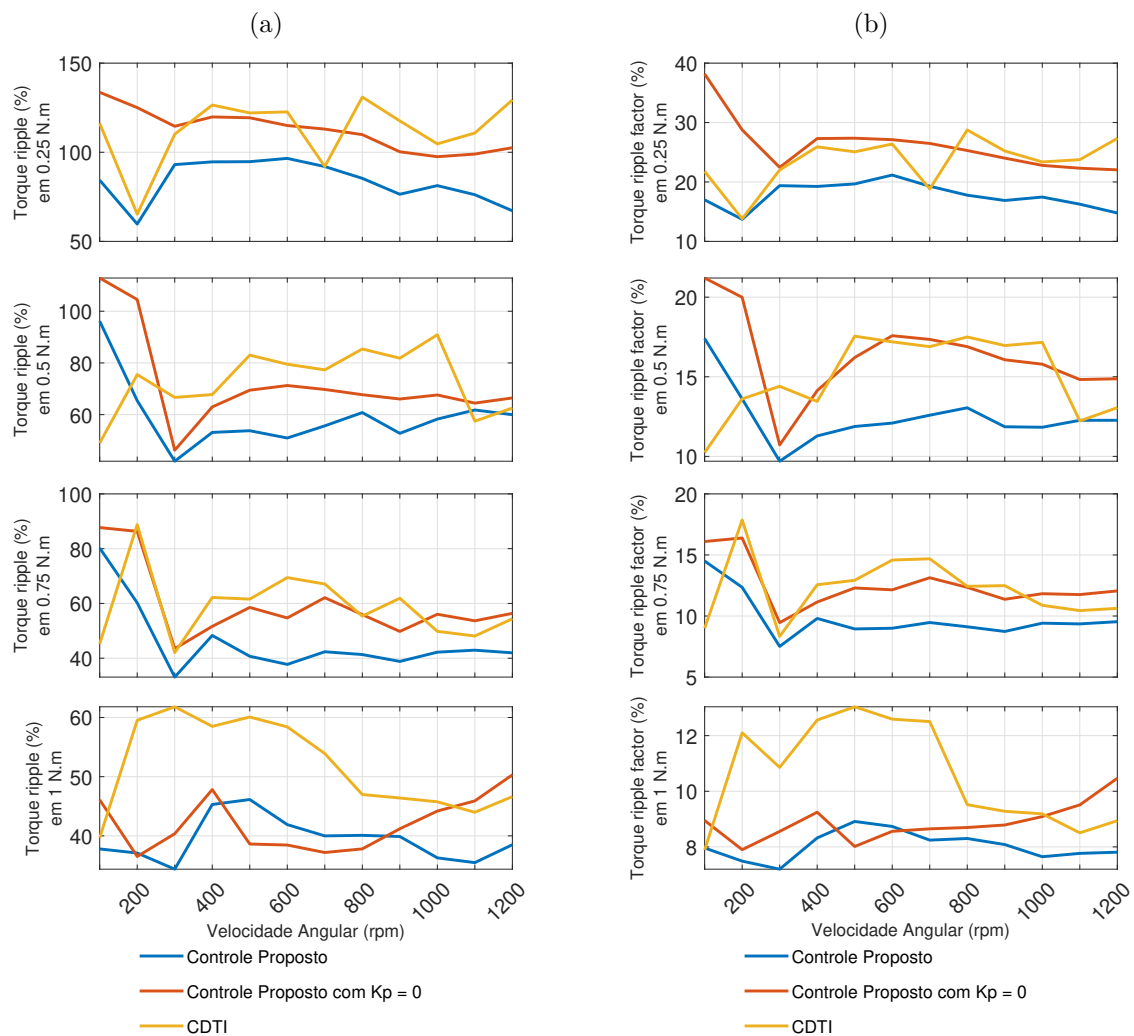 (a)
150
100
50
Torque ripple (%)
em 0.25 N.m
100
80
60
Torque ripple (%)
em 0.5 N.m
100
80
60
40
Torque ripple (%)
em 0.75 N.m
60
50
40
Torque ripple (%)
em 1 N.m
200
400
600
800
1000
1200
Velocidade Angular (rpm)
Controle Proposto
Controle Proposto com Kp = 0
CDTI
(b)
40
30
20
10
Torque ripple factor (%)
em 0.25 N.m
20
15
10
Torque ripple factor (%)
em 0.5 N.m
20
15
10
5
Torque ripple factor (%)
em 0.75 N.m
12
10
8
Torque ripple factor (%)
em 1 N.m
200
400
600
800
1000
1200
Velocidade Angular (rpm)
Controle Proposto
Controle Proposto com Kp = 0
CDTI